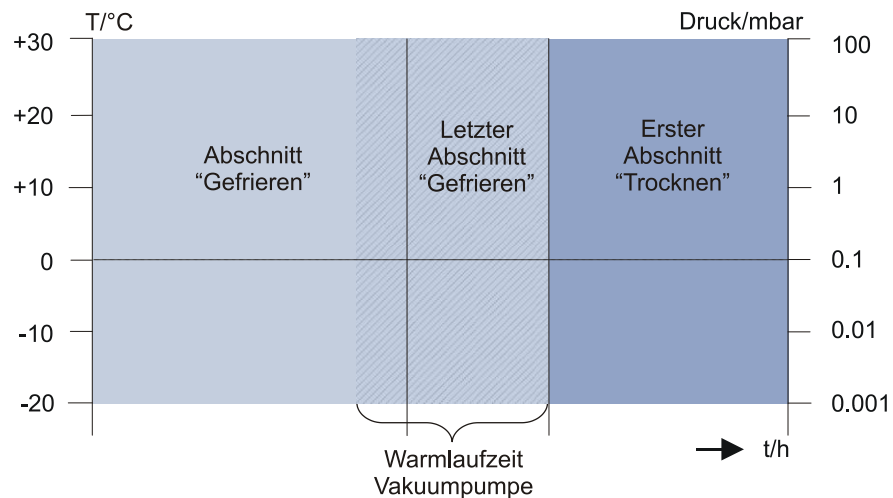 T/°C
Druck/mbar
+30
100
+20
10
+10
1
0
0.1
-10
0.01
-20
0.001
Abschnitt
“Gefrieren”
Letzter
Abschnitt
“Gefrieren”
Erster
Abschnitt
“Trocknen”
t/h
Warmlaufzeit
Vakuumpumpe